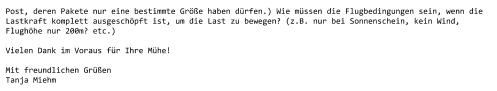 Post, deren Pakete nur eine bestimmte Größe haben dürfen.) Wie müssen die Flugbedingungen sein, wenn die
Lastkraft komplett ausgeschöpft ist, um die Last zu bewegen? (z.B. nur bei Sonnenschein, kein Wind,
Flughöhe nur 200m? etc.)
Vielen Dank im Voraus für Ihre Mühe!
Mit freundlichen Grüßen
Tanja Miehm